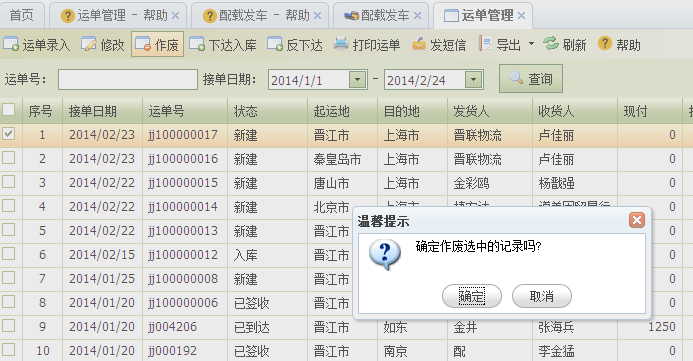 首页 运单管理 - 帮助 配载发车 - 帮助 配载发车 运单管理
运单录入 修改 作废 下达入库 反下达 打印运单 发短信 导出 刷新 帮助
运单号: 接单日期: 2014/1/1 - 2014/2/24 查询
序号 接单日期 运单号 状态 起运地 目的地 发货人 收货人 现付
1 2014/02/23 jj100000017 新建 晋江市 上海市 晋联物流 卢佳丽 0
2 2014/02/23 jj100000016 新建 秦皇岛市 上海市 晋联物流 卢佳丽 0
3 2014/02/22 jj100000015 新建 唐山市 上海市 金彩鸥 杨戬强 0
4 2014/02/22 jj100000014 新建 北京市 0
5 2014/02/22 jj100000013 新建 晋江市 0
6 2014/02/15 jj100000012 入库 晋江市 0
7 2014/01/20 jj100000008 新建 晋江市 0
8 2014/01/20 jj100000006 已签收 晋江市 0
9 2014/01/20 jj004206 已到达 晋江市 如东 金井 张海兵 1250
10 2014/01/20 jj000192 已签收 晋江市 南京 配 李金猛 0
温馨提示
确定作废选中的记录吗?
确定 取消